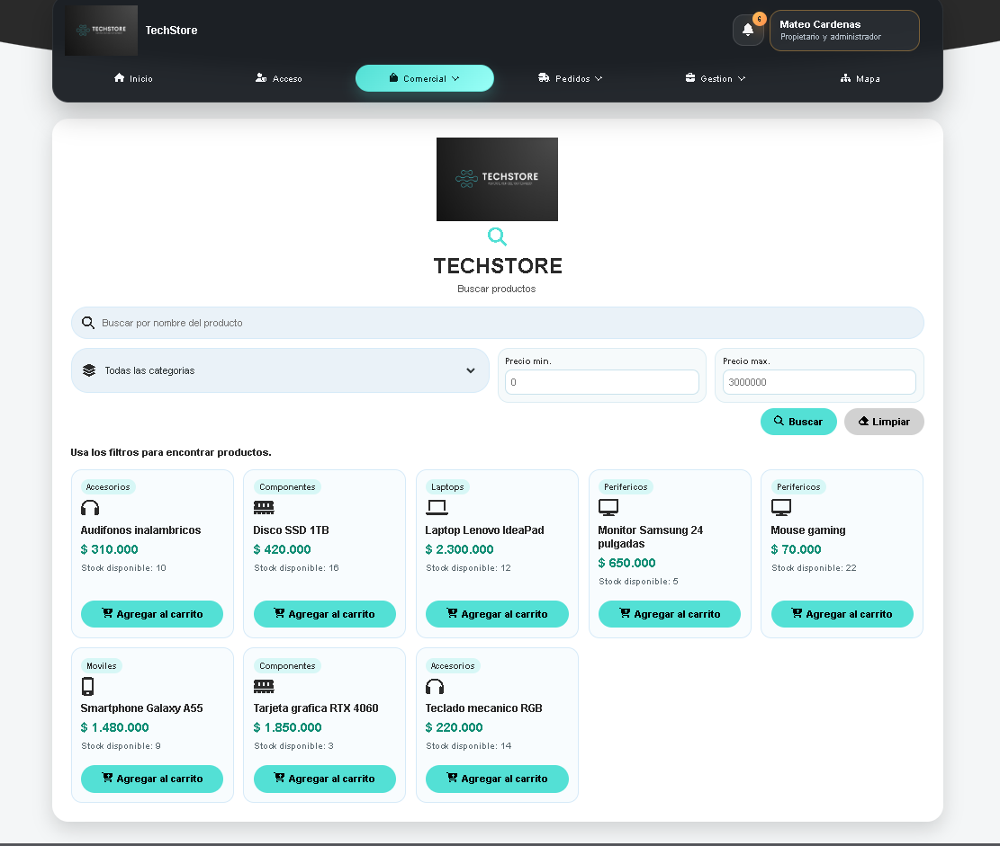 TECHSTORE
TechStore
6
Mateo Cardenas
Propietario y administrador
Inicio
Acceso
Comercial
Pedidos
Gestion
Mapa
TECHSTORE
TECHSTORE
Buscar productos
Buscar por nombre del producto
Todas las categorias
Precio min.
0
Precio max.
3000000
Buscar
Limpiar
Usa los filtros para encontrar productos.
Accesorios
Audifonos inalambricos
$ 310.000
Stock disponible: 10
Agregar al carrito
Componentes
Disco SSD 1TB
$ 420.000
Stock disponible: 16
Agregar al carrito
Laptops
Laptop Lenovo IdeaPad
$ 2.300.000
Stock disponible: 12
Agregar al carrito
Perifericos
Monitor Samsung 24
pulgadas
$ 650.000
Stock disponible: 5
Agregar al carrito
Perifericos
Mouse gaming
$ 70.000
Stock disponible: 22
Agregar al carrito
Moviles
Smartphone Galaxy A55
$ 1.480.000
Stock disponible: 9
Agregar al carrito
Componentes
Tarjeta grafica RTX 4060
$ 1.850.000
Stock disponible: 3
Agregar al carrito
Accesorios
Teclado mecanico RGB
$ 220.000
Stock disponible: 14
Agregar al carrito